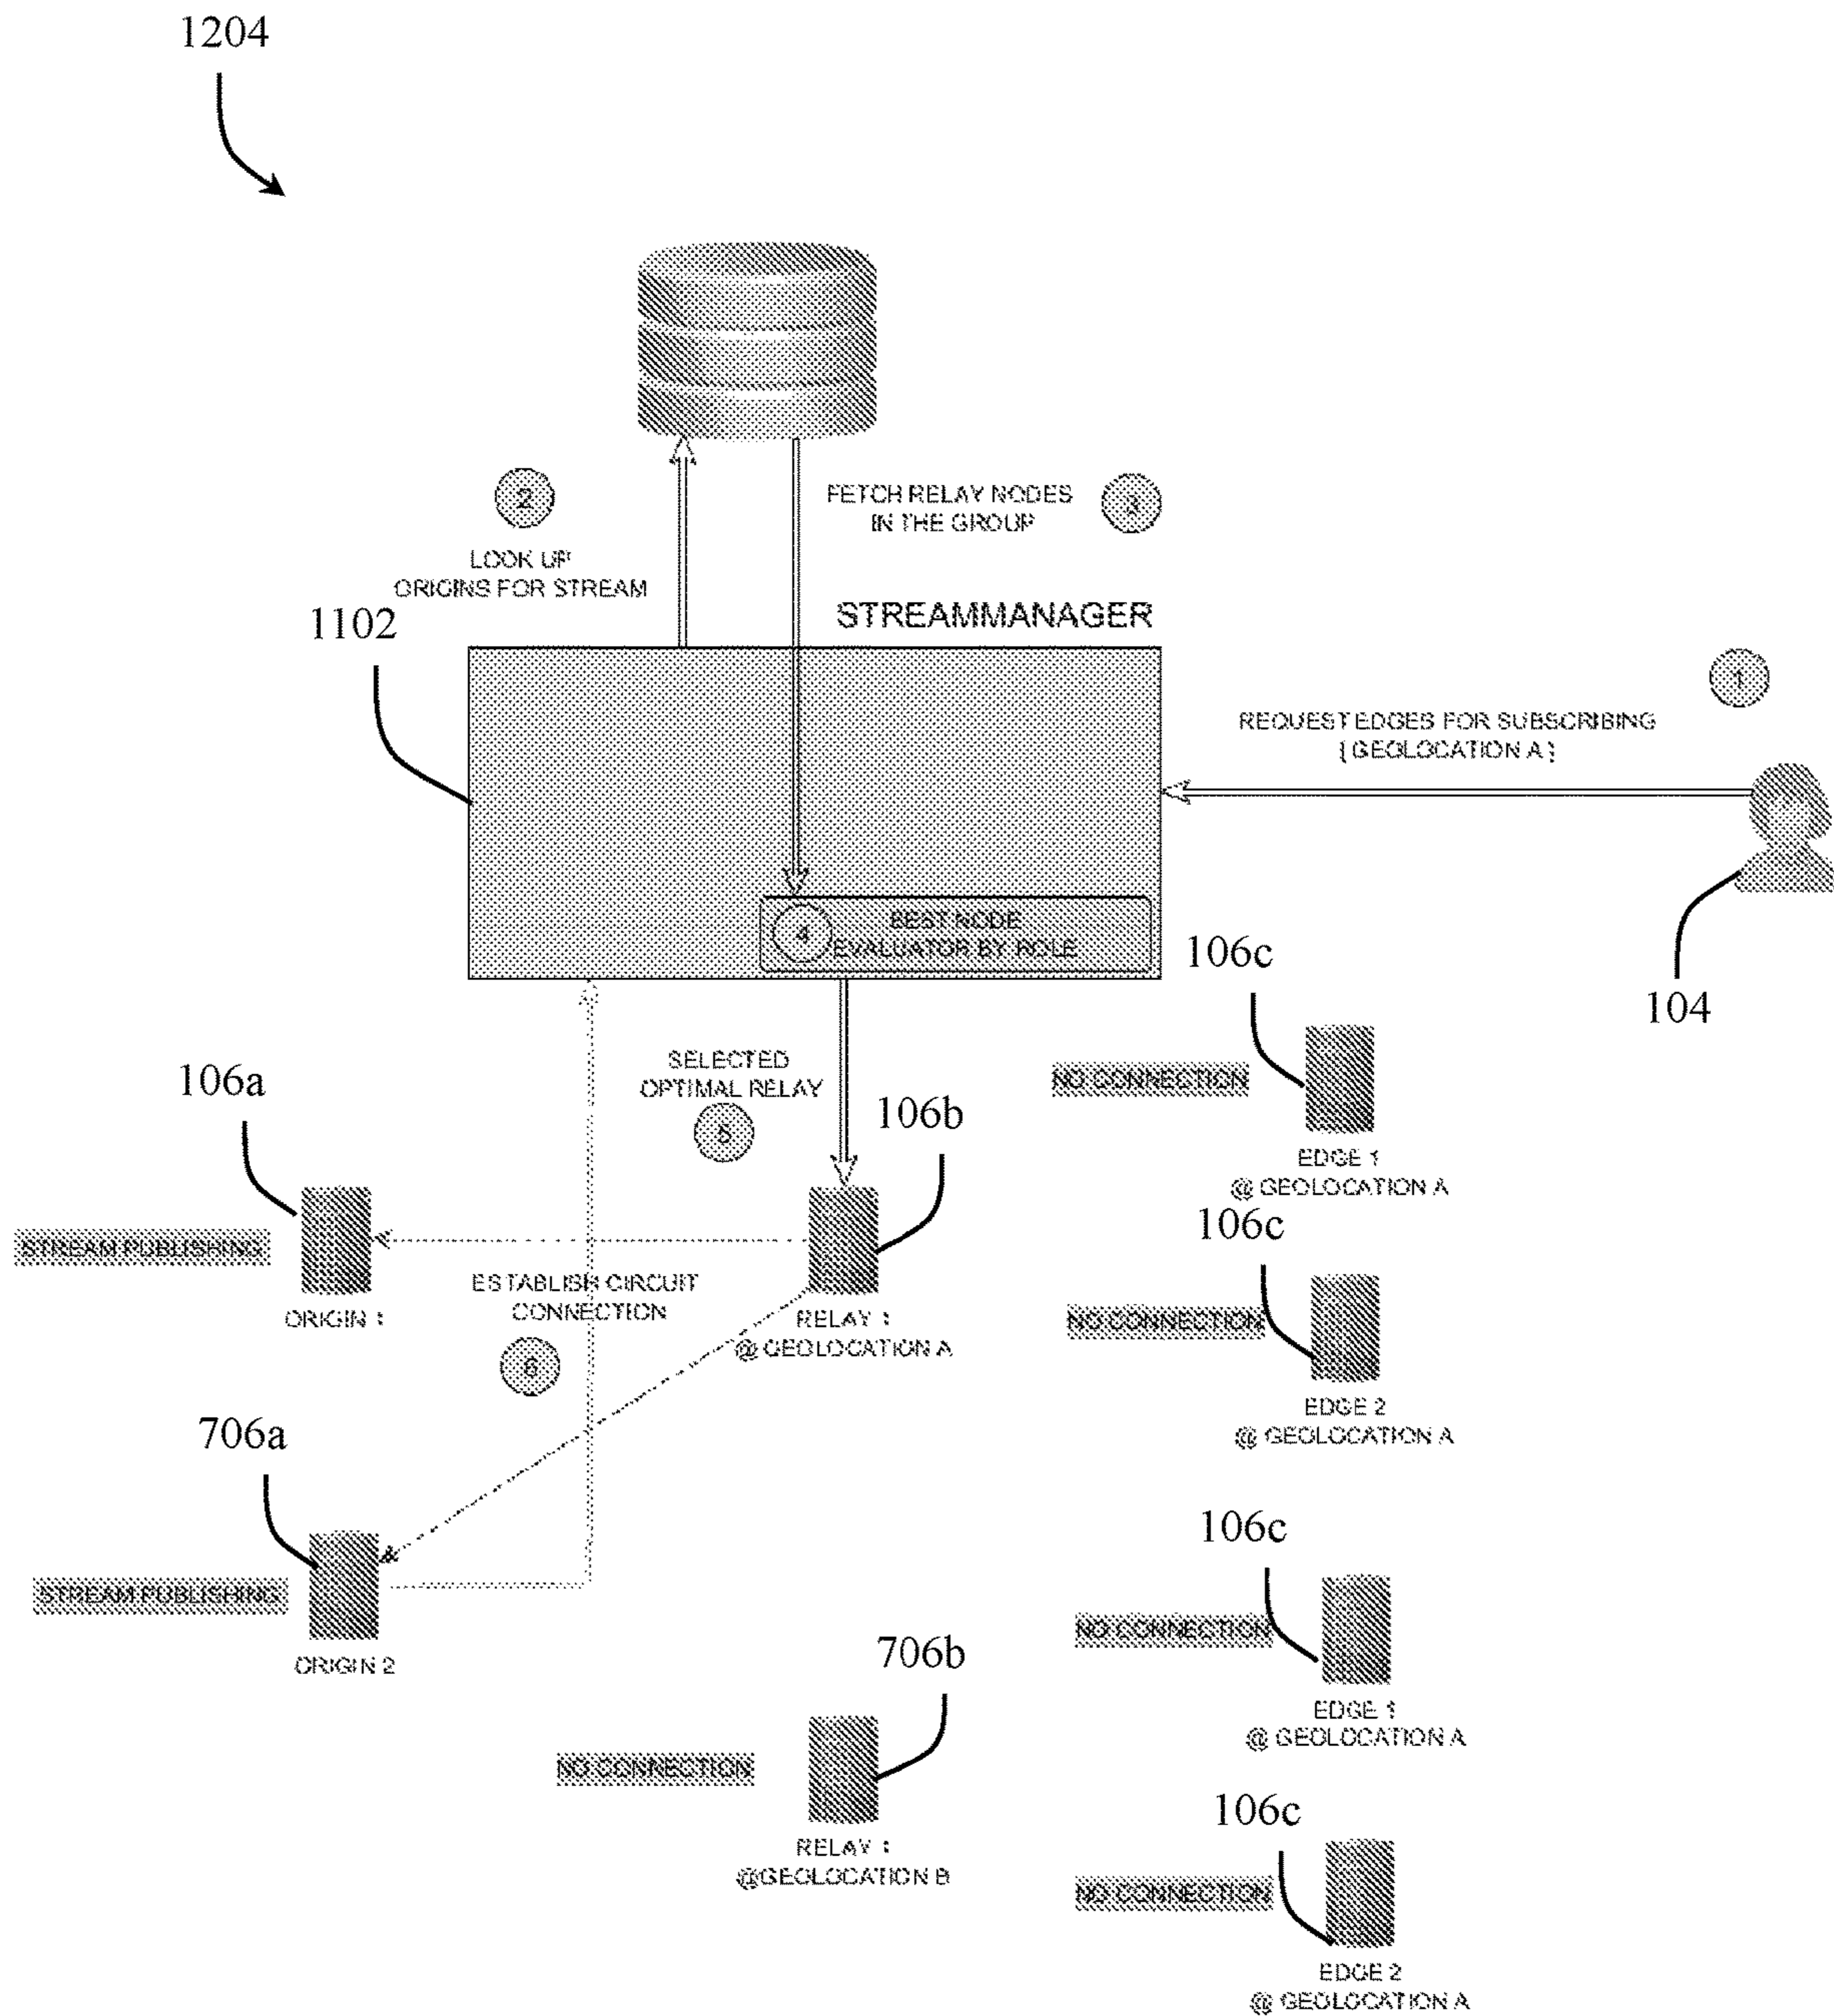 1204
2
FETCH RELAY NODES
IN THE GROUP
3
LOOK UP
ORIGINS FOR STREAM
STREAMMANAGER
1102
1
REQUEST EDGES FOR SUBSCRIBING
{GEOLOCATION A}
4
BEST NODE
EVALUATOR BY ROLE
106c
104
NO CONNECTION
EDGE 1
@ GEOLOCATION A
SELECTED
OPTIMAL RELAY
5
106a
106b
STREAM PUBLISHING
ORIGIN 1
ESTABLISH CIRCUIT
CONNECTION
6
RELAY 1
@ GEOLOCATION A
106c
NO CONNECTION
EDGE 2
@ GEOLOCATION A
706a
STREAM PUBLISHING
ORIGIN 2
106c
NO CONNECTION
EDGE 1
@ GEOLOCATION A
706b
NO CONNECTION
RELAY 1
@GEOLOCATION B
106c
NO CONNECTION
EDGE 2
@ GEOLOCATION A